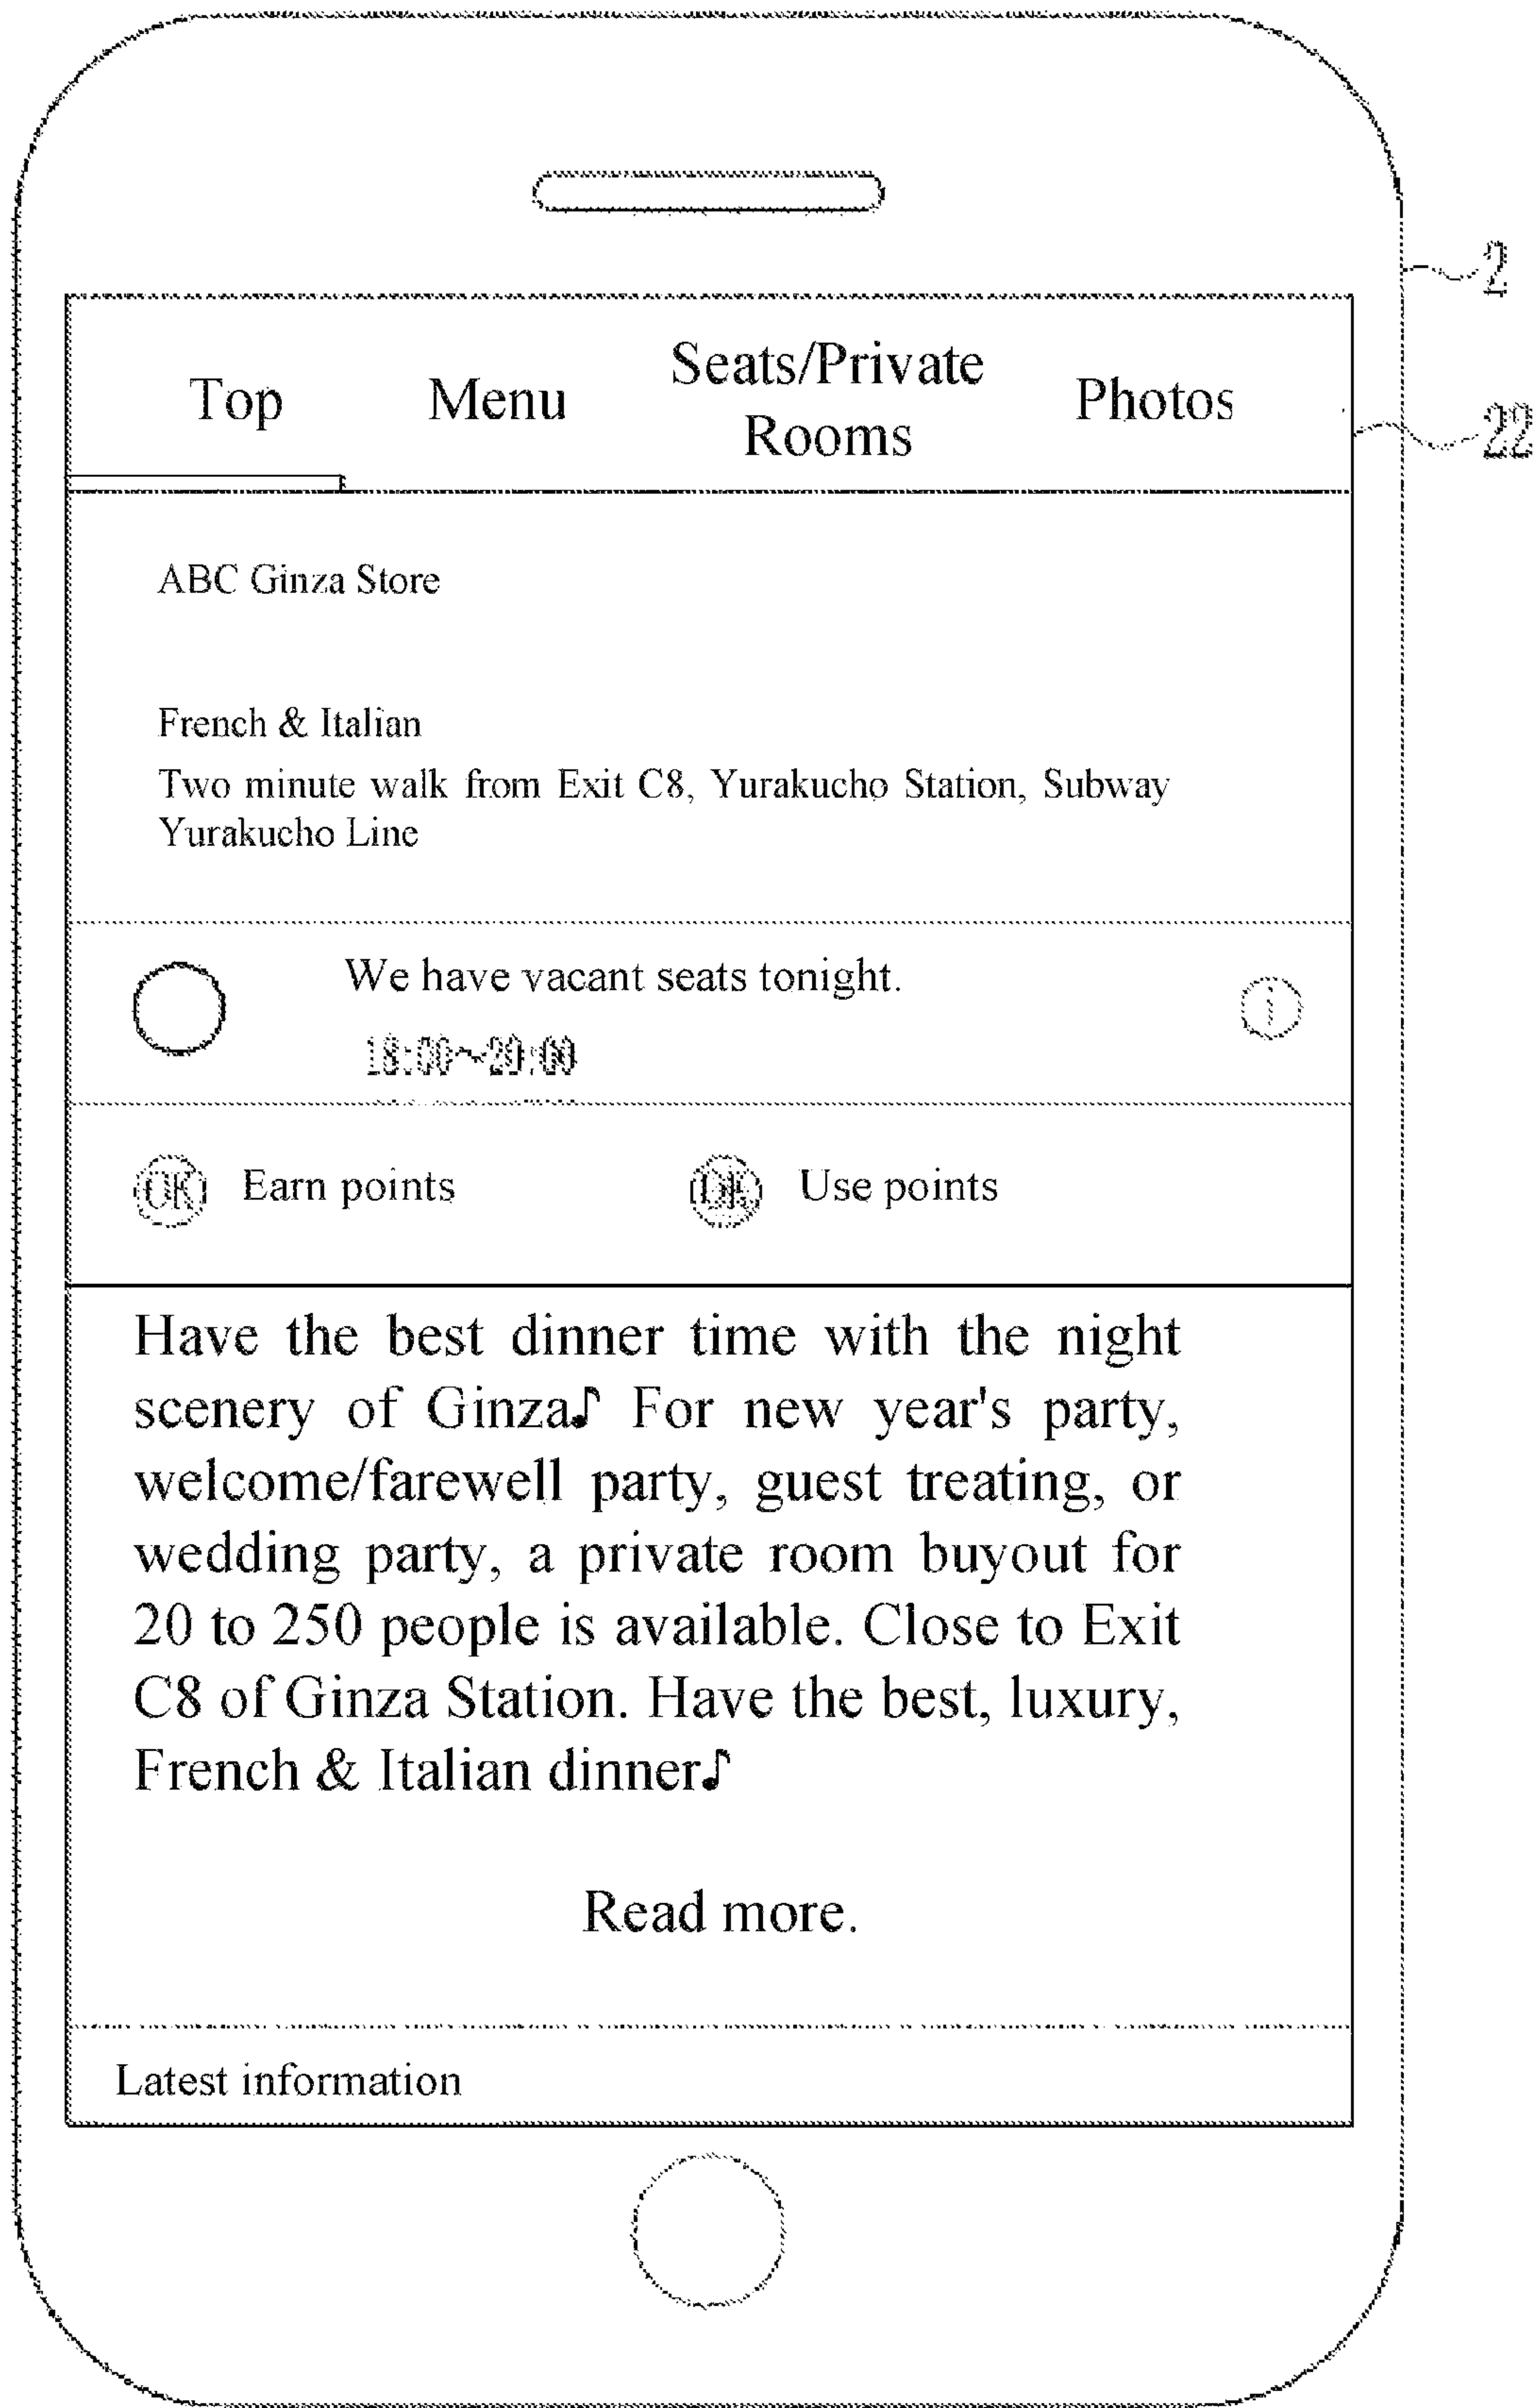 2
Top Menu Seats/Private Rooms Photos
22
ABC Ginza Store
French & Italian
Two minute walk from Exit C8, Yurakucho Station, Subway
Yurakucho Line
We have vacant seats tonight.
i
18:00~20:00
OK Earn points OK Use points
Have the best dinner time with the night
scenery of Ginza♪ For new year's party,
welcome/farewell party, guest treating, or
wedding party, a private room buyout for
20 to 250 people is available. Close to Exit
C8 of Ginza Station. Have the best, luxury,
French & Italian dinner♪
Read more.
Latest information